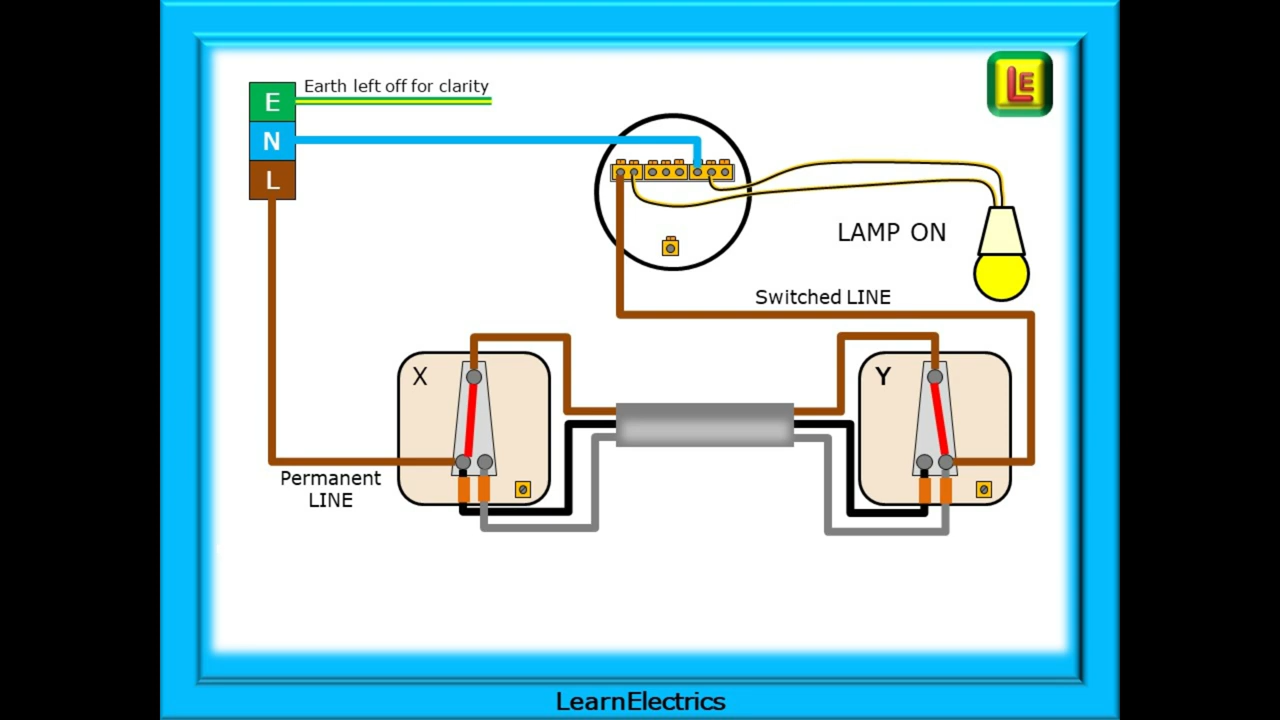 Earth left off for clarity
E
N
L
LE
LAMP ON
Switched LINE
X
Y
Permanent
LINE
LearnElectrics